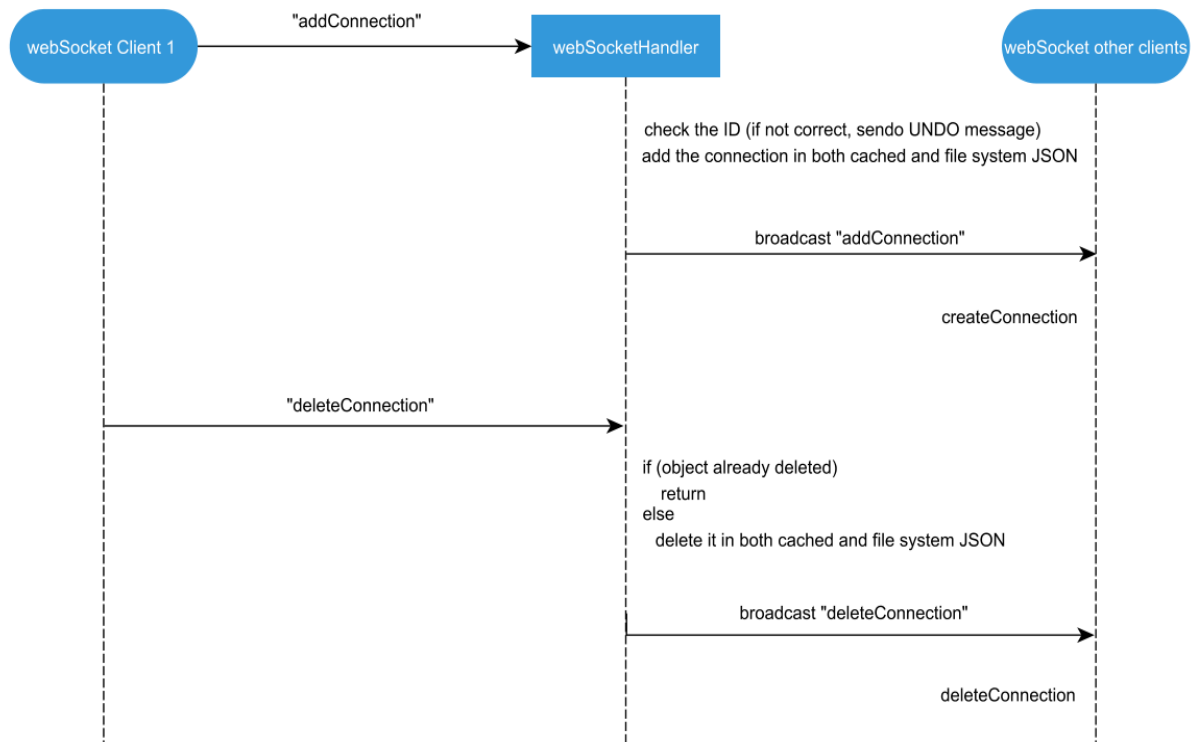 "addConnection"
webSocket Client 1
webSocketHandler
webSocket other clients
check the ID (if not correct, sendo UNDO message)
add the connection in both cached and file system JSON
broadcast "addConnection"
createConnection
"deleteConnection"
if (object already deleted)
return
else
delete it in both cached and file system JSON
broadcast "deleteConnection"
deleteConnection